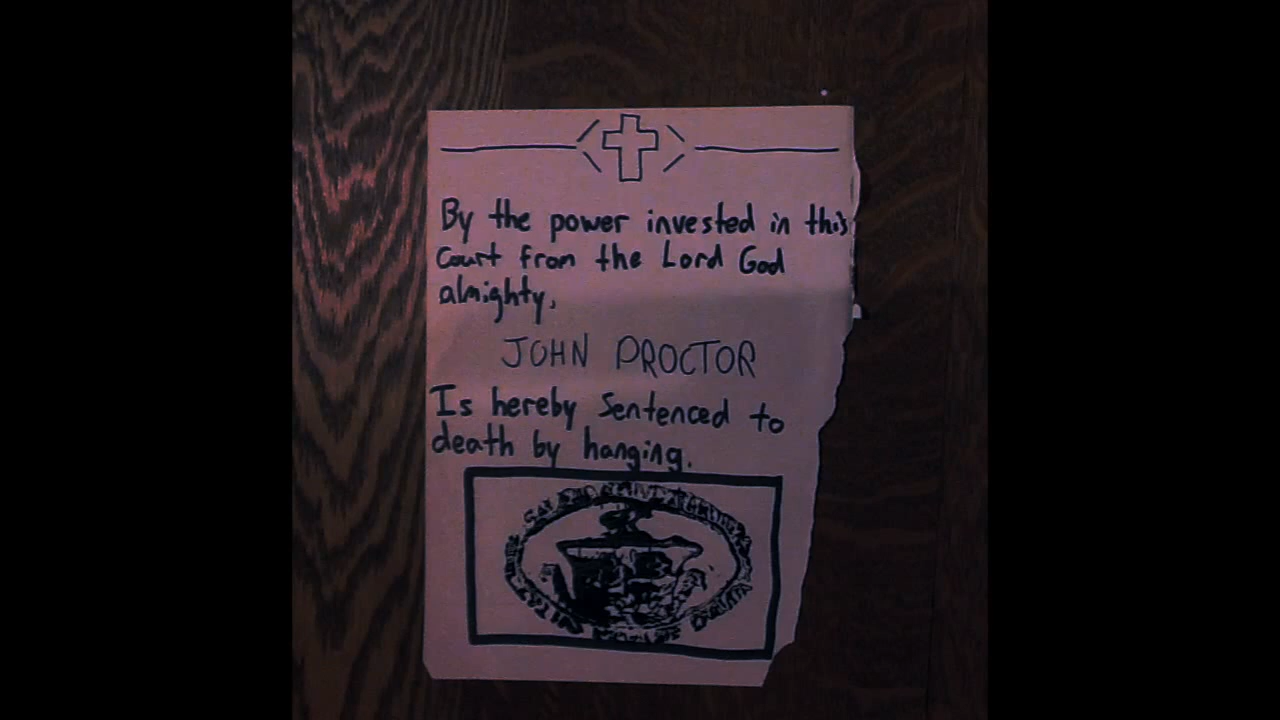 By the power invested in this
Court from the Lord God
almighty,
JOHN PROCTOR
Is hereby Sentenced to
death by hanging.